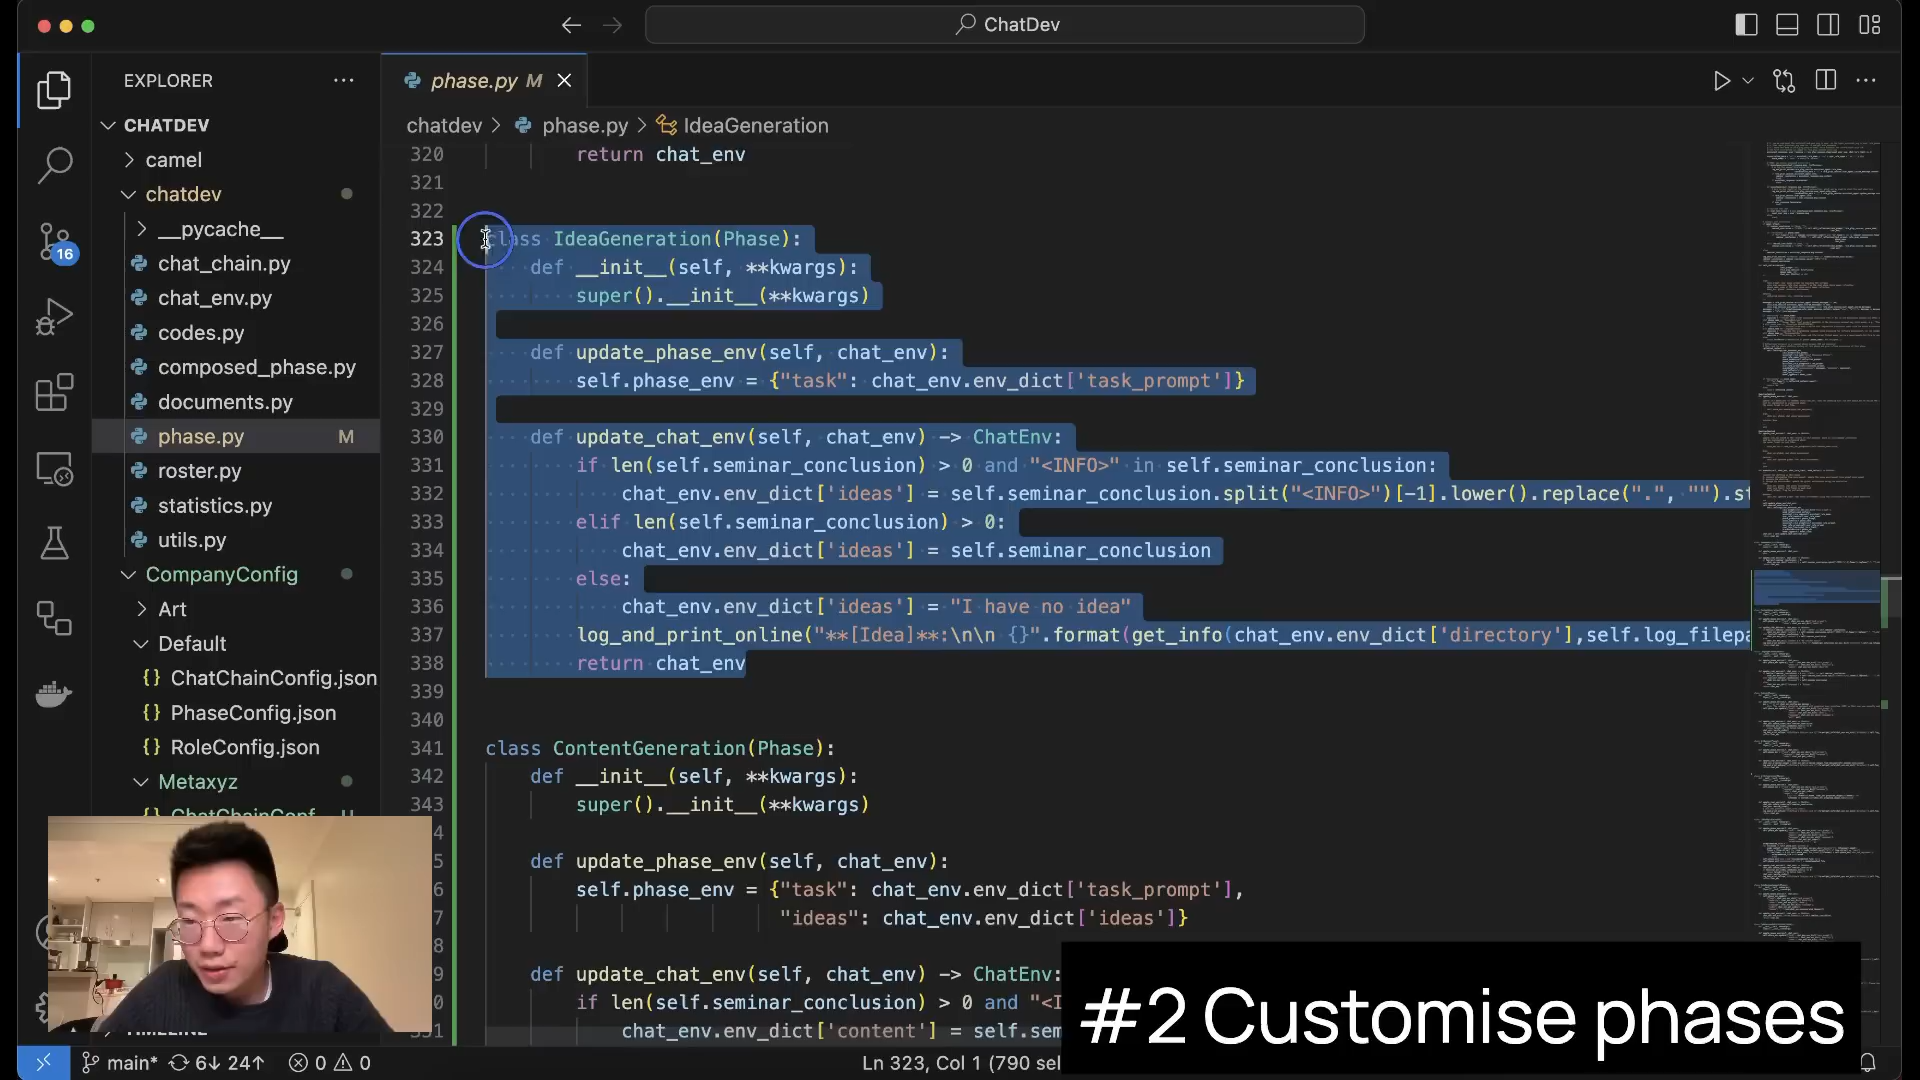 ChatDev
EXPLORER
phase.py M
CHATDEV
chatdev > phase.py > IdeaGeneration
camel
chatdev
__pycache__
chat_chain.py
chat_env.py
codes.py
composed_phase.py
documents.py
phase.py M
roster.py
statistics.py
utils.py
CompanyConfig
Art
Default
{} ChatChainConfig.json
{} PhaseConfig.json
{} RoleConfig.json
Metaxyz
16
320 return chat_env
321
322
323 class IdeaGeneration(Phase):
324 def __init__(self, **kwargs):
325 super().__init__(**kwargs)
326
327 def update_phase_env(self, chat_env):
328 self.phase_env = {"task": chat_env.env_dict['task_prompt']}
329
330 def update_chat_env(self, chat_env) -> ChatEnv:
331 if len(self.seminar_conclusion) > 0 and "<INFO>" in self.seminar_conclusion:
332 chat_env.env_dict['ideas'] = self.seminar_conclusion.split("<INFO>")[-1].lower().replace(".", "").st
333 elif len(self.seminar_conclusion) > 0:
334 chat_env.env_dict['ideas'] = self.seminar_conclusion
335 else:
336 chat_env.env_dict['ideas'] = "I have no idea"
337 log_and_print_online("**[Idea]**:\n\n {}".format(get_info(chat_env.env_dict['directory'],self.log_filepa
338 return chat_env
339
340
341 class ContentGeneration(Phase):
342 def __init__(self, **kwargs):
343 super().__init__(**kwargs)
4
5 def update_phase_env(self, chat_env):
6 self.phase_env = {"task": chat_env.env_dict['task_prompt'],
7 "ideas": chat_env.env_dict['ideas']}
8
9 def update_chat_env(self, chat_env) -> ChatEnv:
0 if len(self.seminar_conclusion) > 0 and "<I
51 chat_env.env_dict['content'] = self.sem
#2 Customise phases
main* 6↓ 24↑ 0 0
Ln 323, Col 1 (790 sel